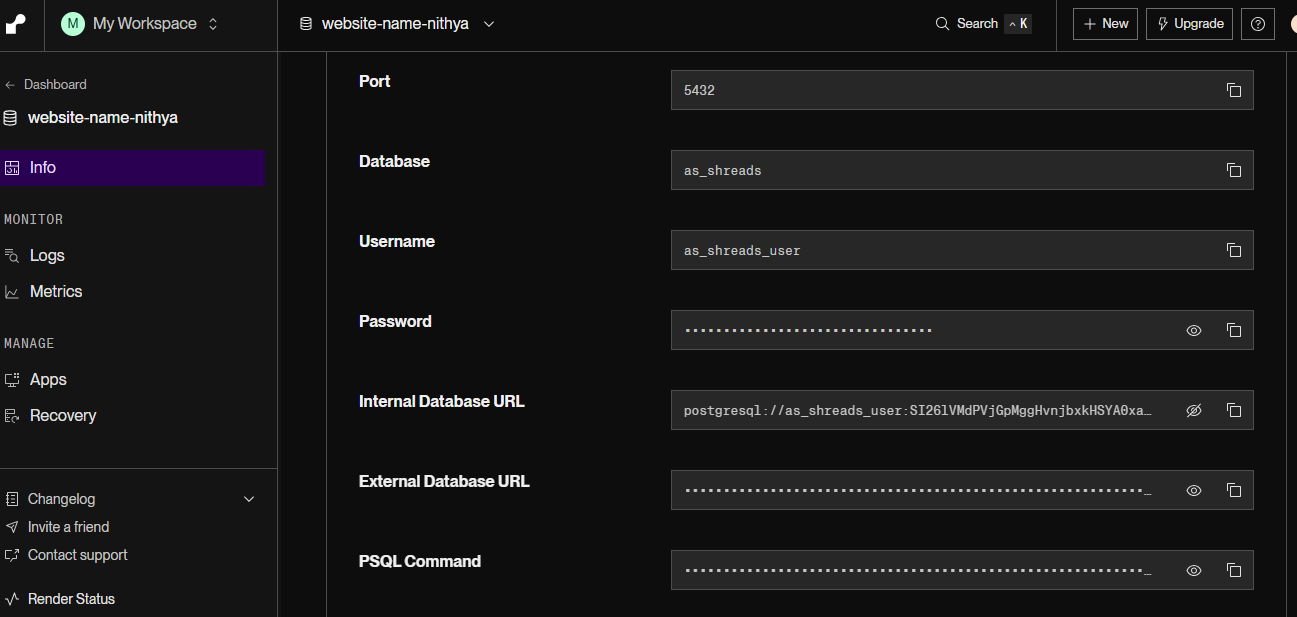 M My Workspace
website-name-nithya
Search ^ K
+ New
Upgrade
Dashboard
website-name-nithya
Info
MONITOR
Logs
Metrics
MANAGE
Apps
Recovery
Changelog
Invite a friend
Contact support
Render Status
Port
5432
Database
as_shreads
Username
as_shreads_user
Password
Internal Database URL
postgresql://as_shreads_user:SI26lVMdPVjGpMggHvnjbxkHSYA0xa…
External Database URL
PSQL Command